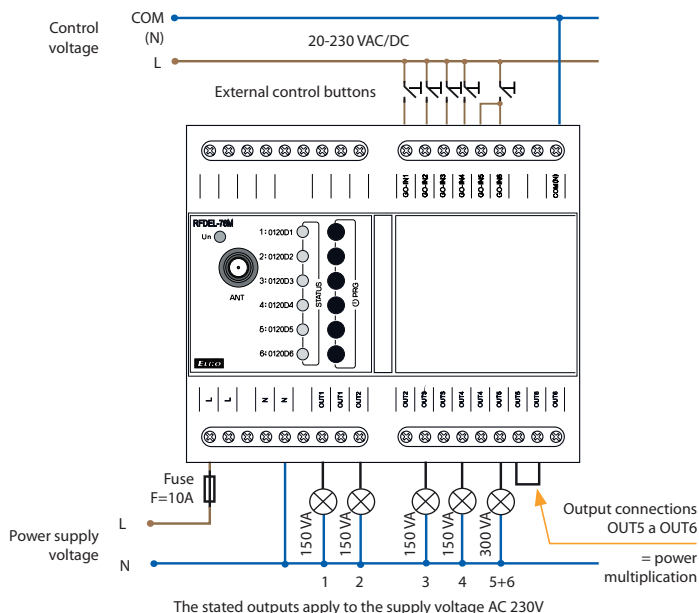 Control
voltage
COM
(N)
L
20-230 VAC/DC
External control buttons
GO-IN1
GO-IN2
GO-IN3
GO-IN4
GO-IN5
GO-IN6
COM(N)
RFDEL-76M
Un
ANT
1: 0120D1
2: 0120D2
3: 0120D3
4: 0120D4
5: 0120D5
6: 0120D6
STATUS
PRG
ELCO
L
L
N
N
OUT1
OUT1
OUT2
OUT2
OUT3
OUT3
OUT4
OUT4
OUT5
OUT5
OUT6
OUT6
Fuse
F=10A
150 VA
150 VA
150 VA
150 VA
300 VA
Output connections
OUT5 a OUT6
= power
multiplication
Power supply
voltage
L
N
1
2
3
4
5+6
The stated outputs apply to the supply voltage AC 230V